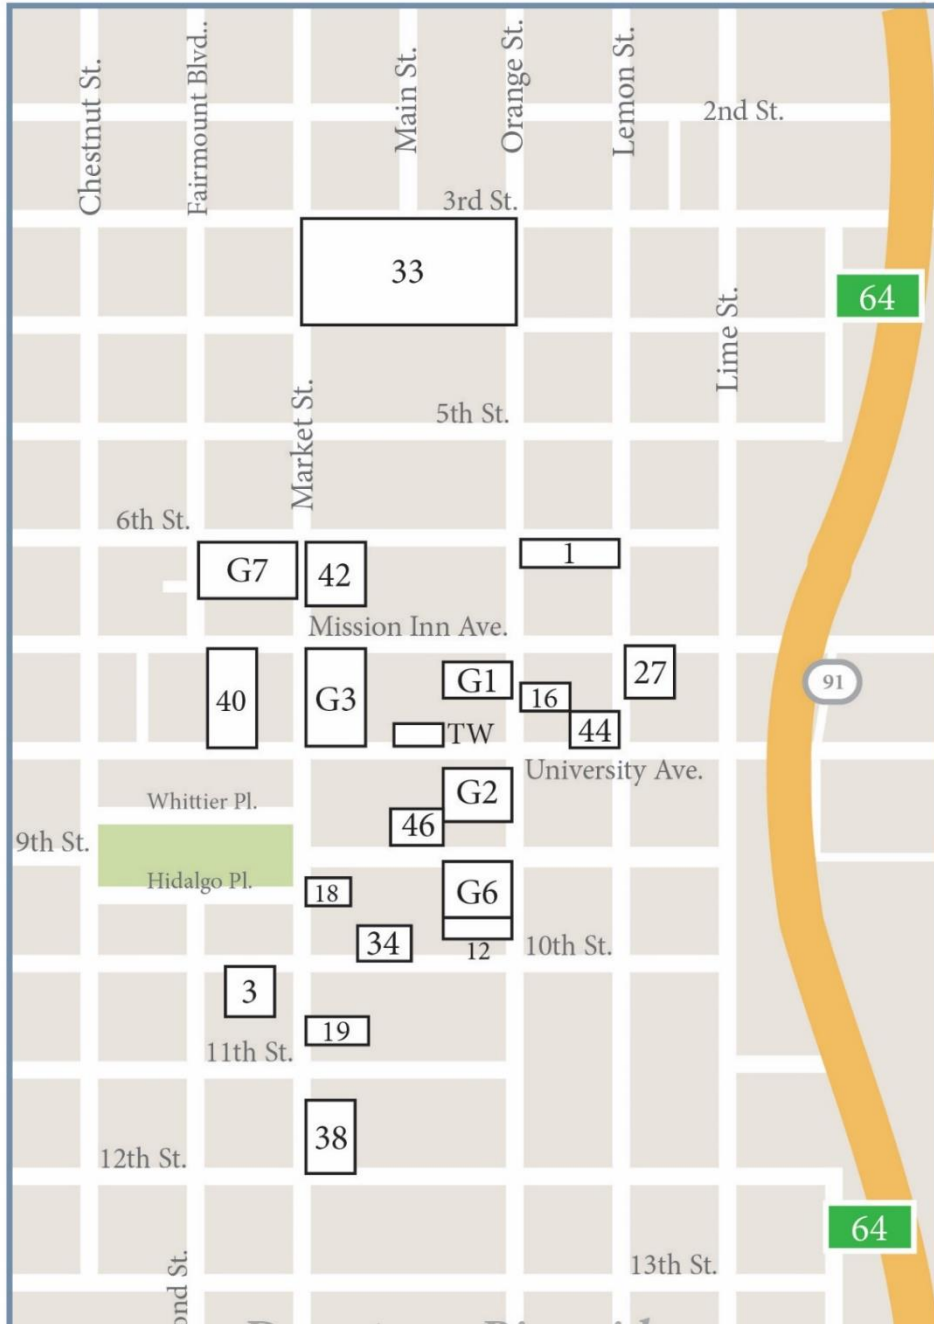 Chestnut St.
Fairmount Blvd..
Main St.
Orange St.
Lemon St.
2nd St.
3rd St.
33
64
Lime St.
Market St.
5th St.
6th St.
G7
42
1
Mission Inn Ave.
40
G3
G1
16
27
91
TW
44
University Ave.
G2
Whittier Pl.
46
9th St.
Hidalgo Pl.
18
G6
34
12
10th St.
3
19
11th St.
38
12th St.
64
13th St.